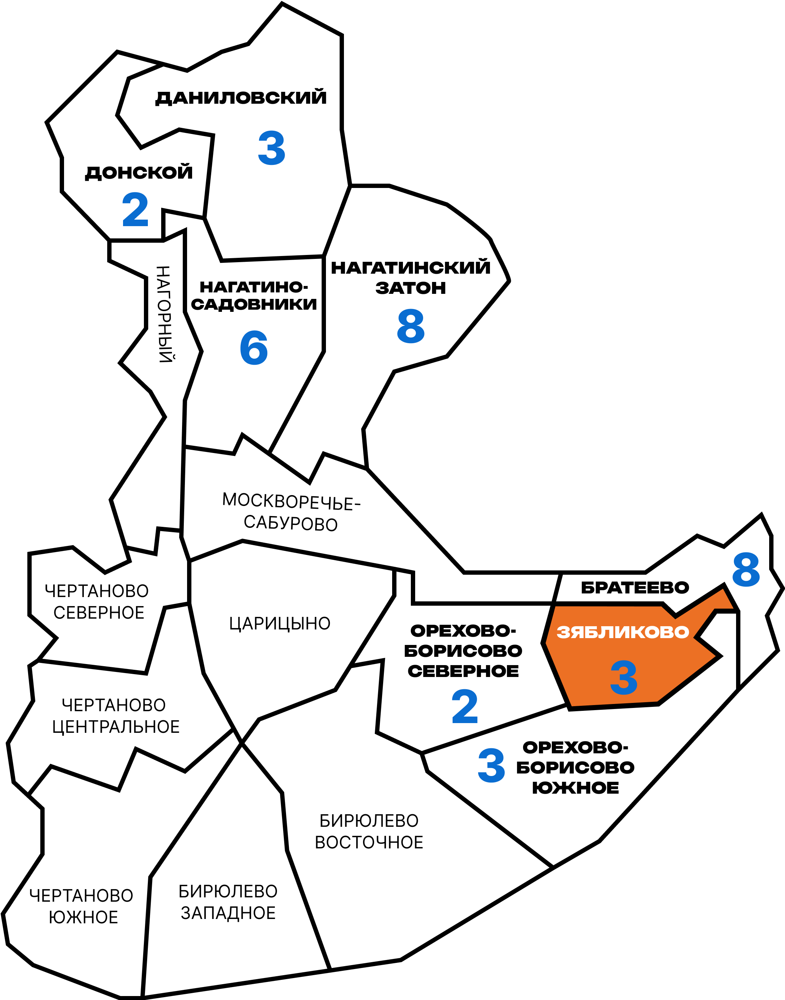 ДАНИЛОВСКИЙ
3
ДОНСКОЙ
2
НАГОРНЫЙ
НАГАТИНО-
САДОВНИКИ
6
НАГАТИНСКИЙ
ЗАТОН
8
МОСКВОРЕЧЬЕ-
САБУРОВО
ЧЕРТАНОВО
СЕВЕРНОЕ
ЦАРИЦЫНО
БРАТЕЕВО
8
ОРЕХОВО-
БОРИСОВО
СЕВЕРНОЕ
2
ЗЯБЛИКОВО
3
ЧЕРТАНОВО
ЦЕНТРАЛЬНОЕ
3
ОРЕХОВО-
БОРИСОВО
ЮЖНОЕ
БИРЮЛЕВО
ВОСТОЧНОЕ
ЧЕРТАНОВО
ЮЖНОЕ
БИРЮЛЕВО
ЗАПАДНОЕ